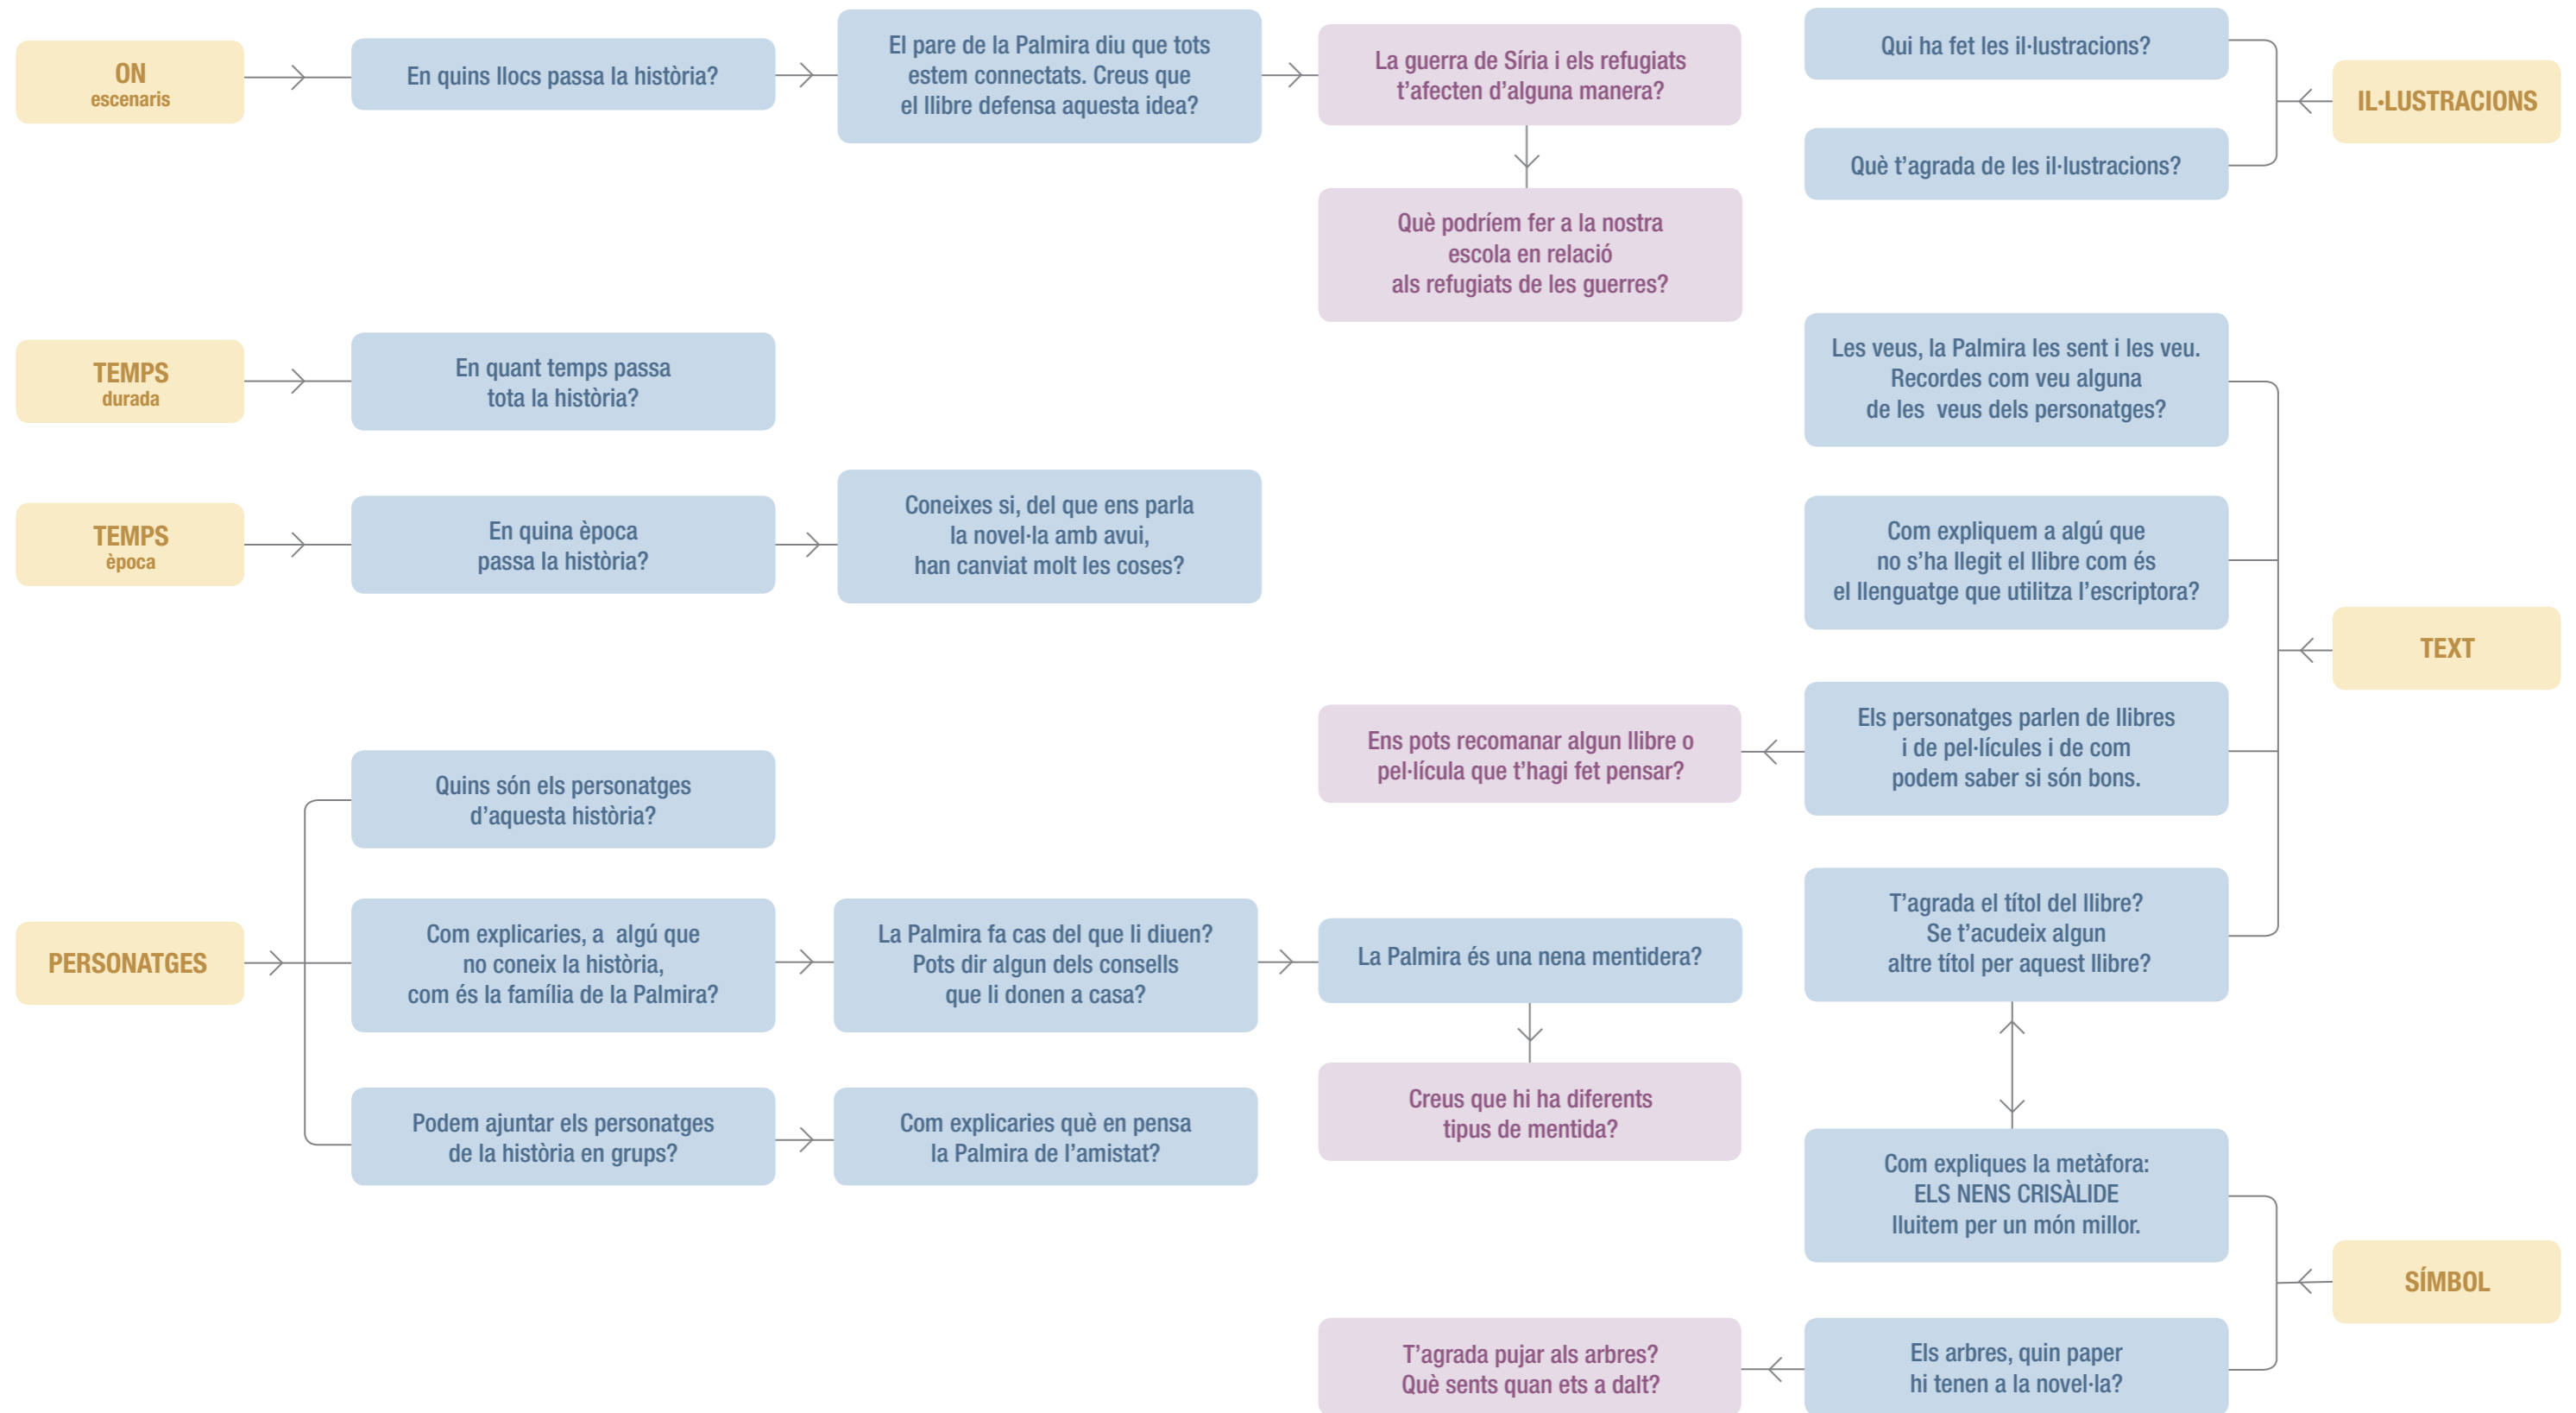 ON
escenaris
En quins llocs passa la història?
El pare de la Palmira diu que tots
estem connectats. Creus que
el llibre defensa aquesta idea?
La guerra de Síria i els refugiats
t’afecten d’alguna manera?
Què podríem fer a la nostra
escola en relació
als refugiats de les guerres?
Qui ha fet les il·lustracions?
Què t’agrada de les il·lustracions?
IL·LUSTRACIONS
TEMPS
durada
En quant temps passa
tota la història?
TEMPS
època
En quina època
passa la història?
Coneixes si, del que ens parla
la novel·la amb avui,
han canviat molt les coses?
Les veus, la Palmira les sent i les veu.
Recordes com veu alguna
de les veus dels personatges?
Com expliquem a algú que
no s’ha llegit el llibre com és
el llenguatge que utilitza l’escriptora?
TEXT
Els personatges parlen de llibres
i de pel·lícules i de com
podem saber si són bons.
Ens pots recomanar algun llibre o
pel·lícula que t’hagi fet pensar?
T’agrada el títol del llibre?
Se t’acudeix algun
altre títol per aquest llibre?
PERSONATGES
Quins són els personatges
d’aquesta història?
Com explicaries, a algú que
no coneix la història,
com és la família de la Palmira?
La Palmira fa cas del que li diuen?
Pots dir algun dels consells
que li donen a casa?
La Palmira és una nena mentidera?
Creus que hi ha diferents
tipus de mentida?
Podem ajuntar els personatges
de la història en grups?
Com explicaries què en pensa
la Palmira de l’amistat?
Com expliques la metàfora:
ELS NENS CRISÀLIDE
lluitem per un món millor.
SÍMBOL
Els arbres, quin paper
hi tenen a la novel·la?
T’agrada pujar als arbres?
Què sents quan ets a dalt?